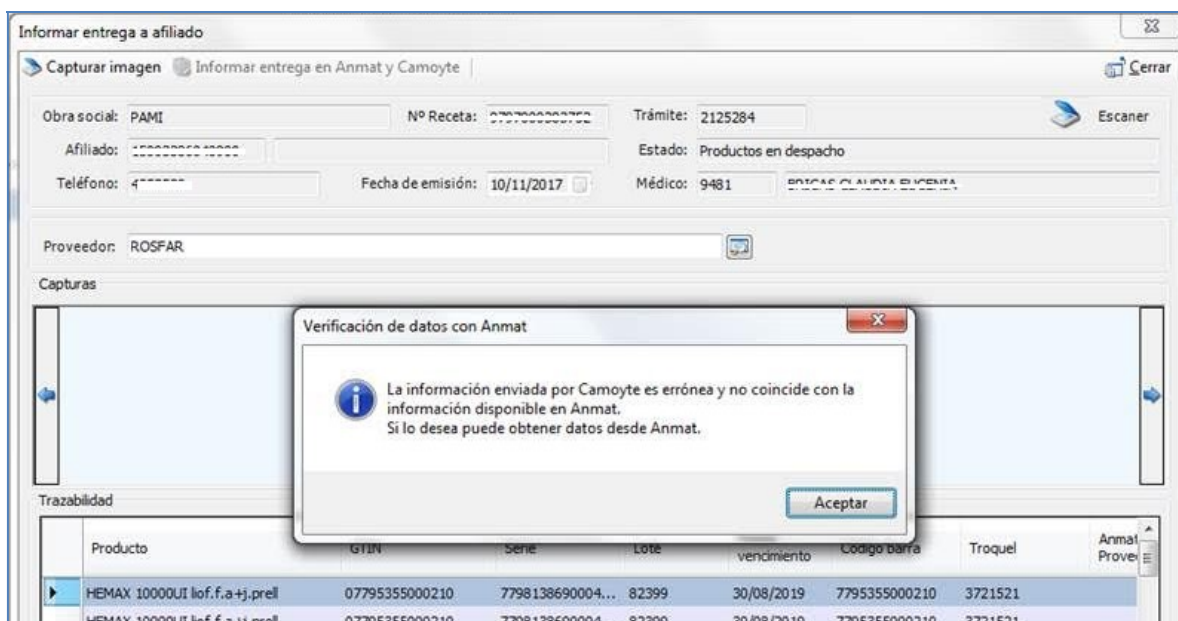 Informar entrega a afiliado
Capturar imagen Informar entrega en Anmat y Camoyte Cerrar
Obra social: PAMI Nº Receta: Trámite: 2125284 Escaner
Afiliado: Estado: Productos en despacho
Teléfono: Fecha de emisión: 10/11/2017 Médico: 9481
Proveedor: ROSFAR
Capturas
Verificación de datos con Anmat
La información enviada por Camoyte es errónea y no coincide con la
información disponible en Anmat.
Si lo desea puede obtener datos desde Anmat.
Aceptar
Trazabilidad
Producto GTIN Serie Lote vencimiento Código barra Troquel Anmat
HEMAX 10000UI liof.f.a+j.prell 07795355000210 7798138690004... 82399 30/08/2019 7795355000210 3721521